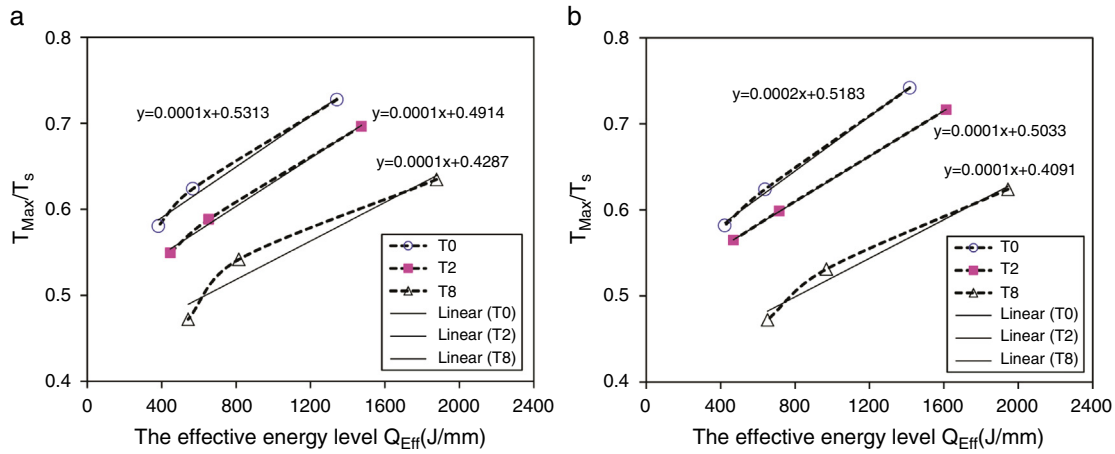 a
0.8
0.7
0.6
0.5
0.4
T_Max/T_s
y=0.0001x+0.5313
y=0.0001x+0.4914
y=0.0001x+0.4287
T0
T2
T8
Linear (T0)
Linear (T2)
Linear (T8)
0 400 800 1200 1600 2000 2400
The effective energy level Q_Eff(J/mm)
b
0.8
0.7
0.6
0.5
0.4
T_Max/T_s
y=0.0002x+0.5183
y=0.0001x+0.5033
y=0.0001x+0.4091
T0
T2
T8
Linear (T0)
Linear (T2)
Linear (T8)
0 400 800 1200 1600 2000 2400
The effective energy level Q_Eff(J/mm)